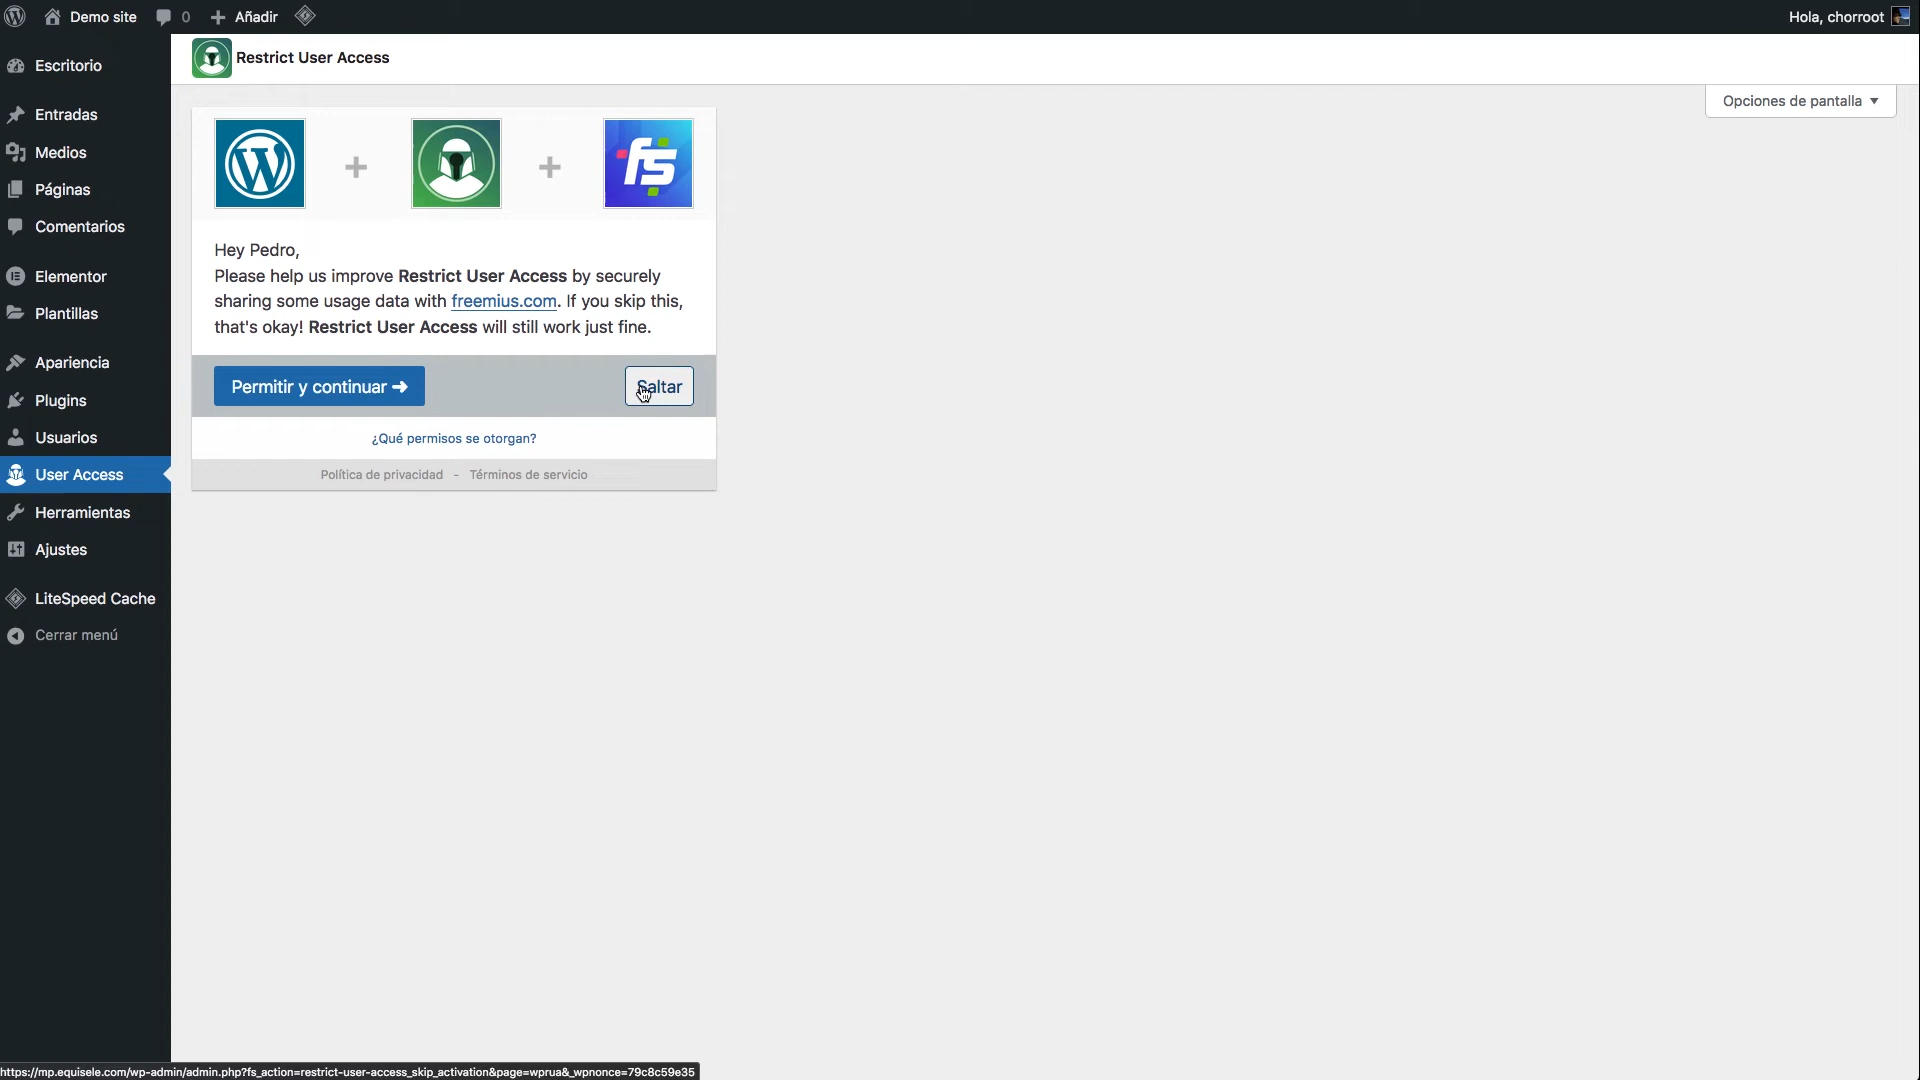 Demo site
0
Añadir
Hola, chorroot
Restrict User Access
Opciones de pantalla
Escritorio
Entradas
Medios
Páginas
Comentarios
Elementor
Plantillas
Apariencia
Plugins
Usuarios
User Access
Herramientas
Ajustes
LiteSpeed Cache
Cerrar menú
Hey Pedro,
Please help us improve Restrict User Access by securely
sharing some usage data with freemius.com. If you skip this,
that's okay! Restrict User Access will still work just fine.
Permitir y continuar ➜
Saltar
¿Qué permisos se otorgan?
Política de privacidad - Términos de servicio
https://mp.equisele.com/wp-admin/admin.php?fs_action=restrict-user-access_skip_activation&page=wprua&_wpnonce=79c8c59e35